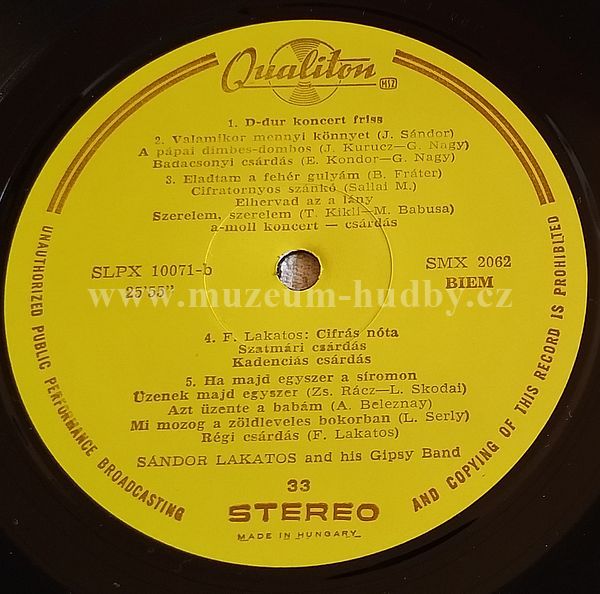 Qualiton
MSZ
1. D-dur koncert friss
2. Valamikor mennyi könnyet (J. Sándor)
A pápai dimbes-dombos (J. Kurucz—G. Nagy)
Badacsonyi csárdás (E. Kondor—G. Nagy)
3. Eladtam a fehér gulyám (B. Fráter)
Cifratornyos szánkó (Sallai M.)
Elhervad az a lány
Szerelem, szerelem (T. Kikli—M. Babusa)
a-moll koncert — csárdás
SLPX 10071-b
25'55"
SMX 2062
BIEM
www.muzeum-hudby.cz
4. F. Lakatos: Cifrás nóta
Szatmári csárdás
Kadenciás csárdás
5. Ha majd egyszer a síromon
Üzenek majd egyszer (Zs. Rácz—L. Skodai)
Azt üzente a babám (A. Beleznay)
Mi mozog a zöldleveles bokorban (L. Serly)
Régi csárdás (F. Lakatos)
SÁNDOR LAKATOS and his Gipsy Band
33
STEREO
MADE IN HUNGARY
UNAUTHORIZED PUBLIC PERFORMANCE BROADCASTING AND COPYING OF THIS RECORD IS PROHIBLTED